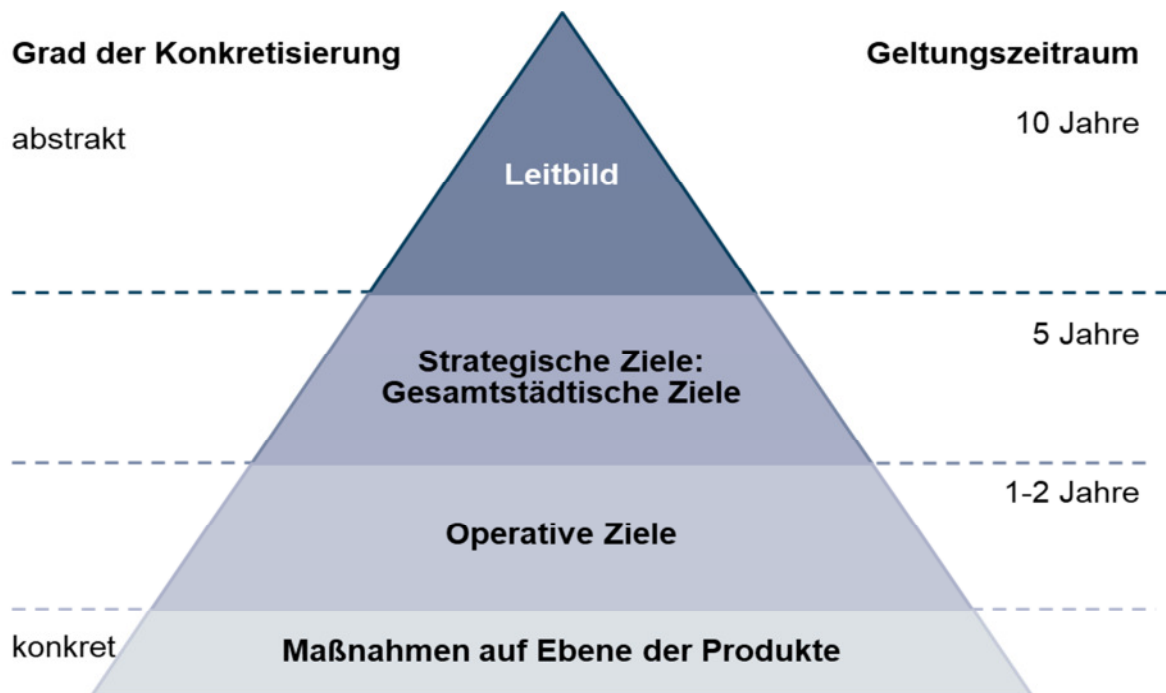 Grad der Konkretisierung
Geltungszeitraum
abstrakt
10 Jahre
Leitbild
5 Jahre
Strategische Ziele:
Gesamtstädtische Ziele
1-2 Jahre
Operative Ziele
konkret
Maßnahmen auf Ebene der Produkte